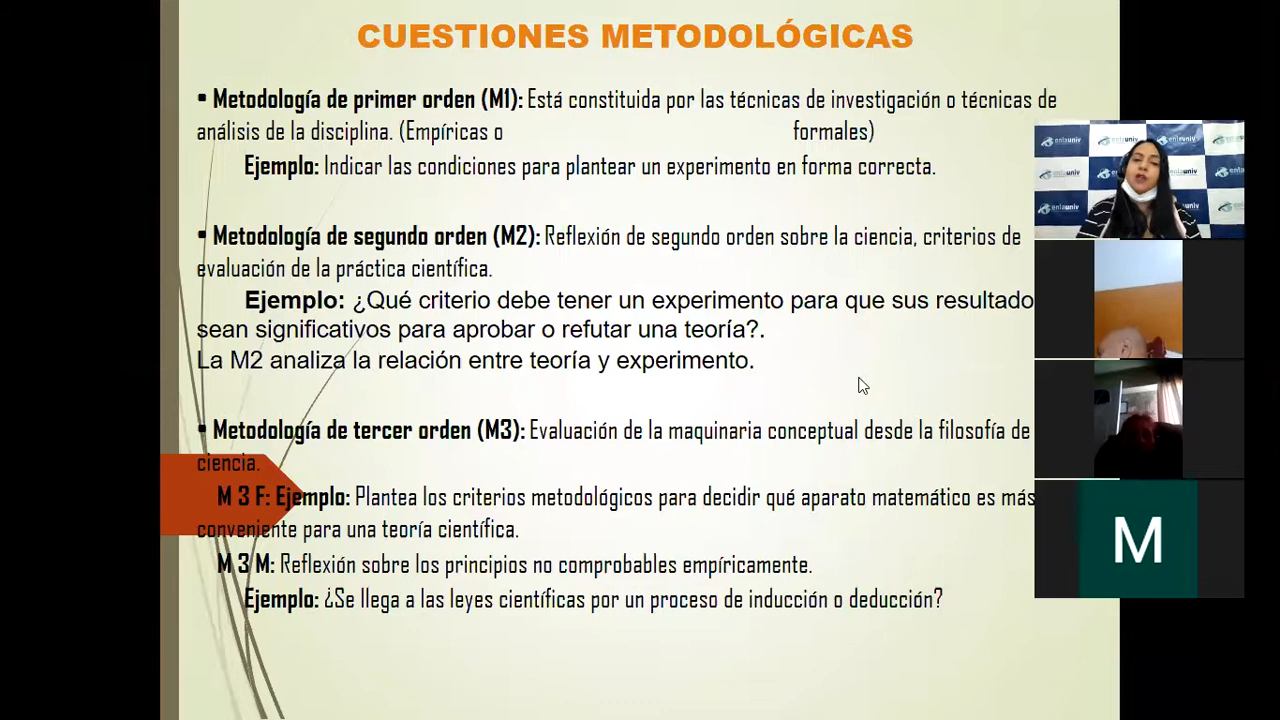 CUESTIONES METODOLÓGICAS
• Metodología de primer orden (M1): Está constituida por las técnicas de investigación o técnicas de
análisis de la disciplina. (Empíricas o formales)
Ejemplo: Indicar las condiciones para plantear un experimento en forma correcta.
• Metodología de segundo orden (M2): Reflexión de segundo orden sobre la ciencia, criterios de
evaluación de la práctica científica.
Ejemplo: ¿Qué criterio debe tener un experimento para que sus resultado
sean significativos para aprobar o refutar una teoría?.
La M2 analiza la relación entre teoría y experimento.
• Metodología de tercer orden (M3): Evaluación de la maquinaria conceptual desde la filosofía de
ciencia.
M 3 F: Ejemplo: Plantea los criterios metodológicos para decidir qué aparato matemático es más
conveniente para una teoría científica.
M 3 M: Reflexión sobre los principios no comprobables empíricamente.
Ejemplo: ¿Se llega a las leyes científicas por un proceso de inducción o deducción?
enlauniv
enlauniv
enlauniv
enlauniv
M